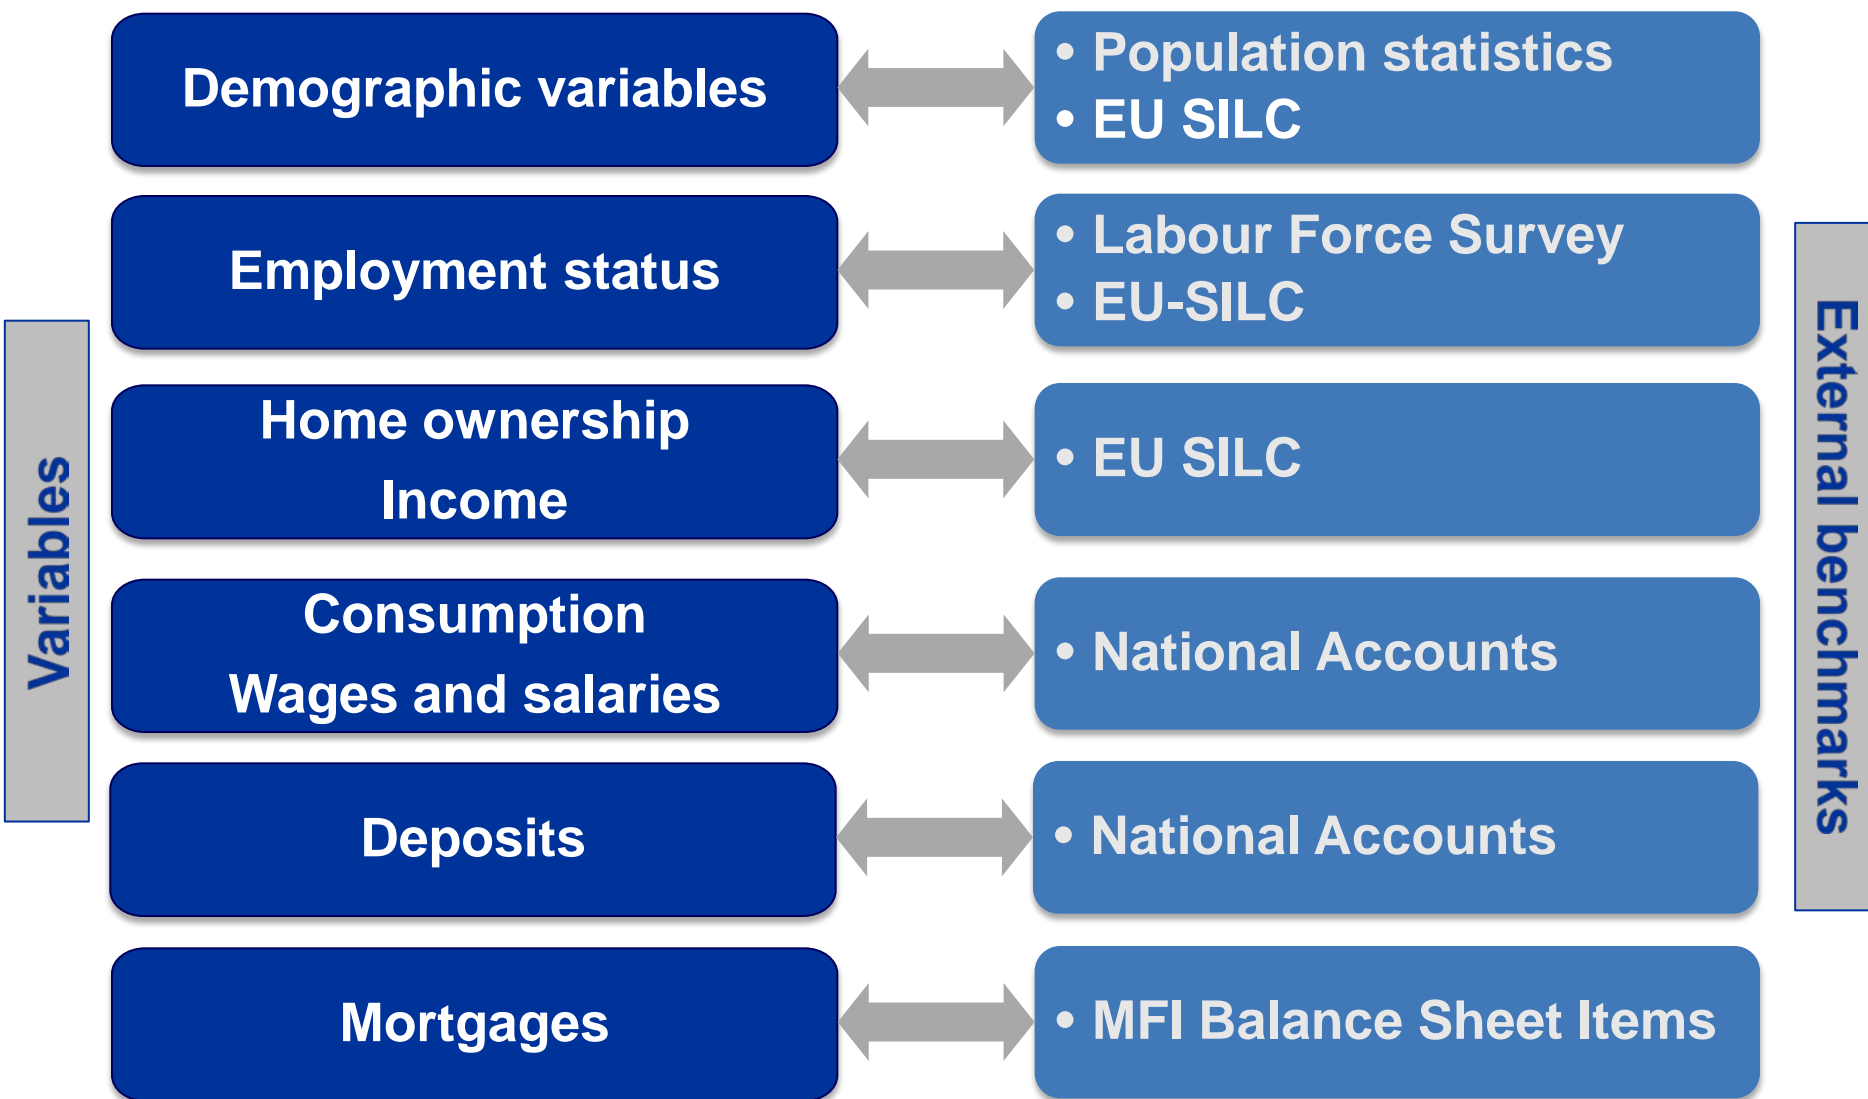 Variables
Demographic variables
• Population statistics
• EU SILC
Employment status
• Labour Force Survey
• EU-SILC
Home ownership
Income
• EU SILC
Consumption
Wages and salaries
• National Accounts
Deposits
• National Accounts
Mortgages
• MFI Balance Sheet Items
External benchmarks